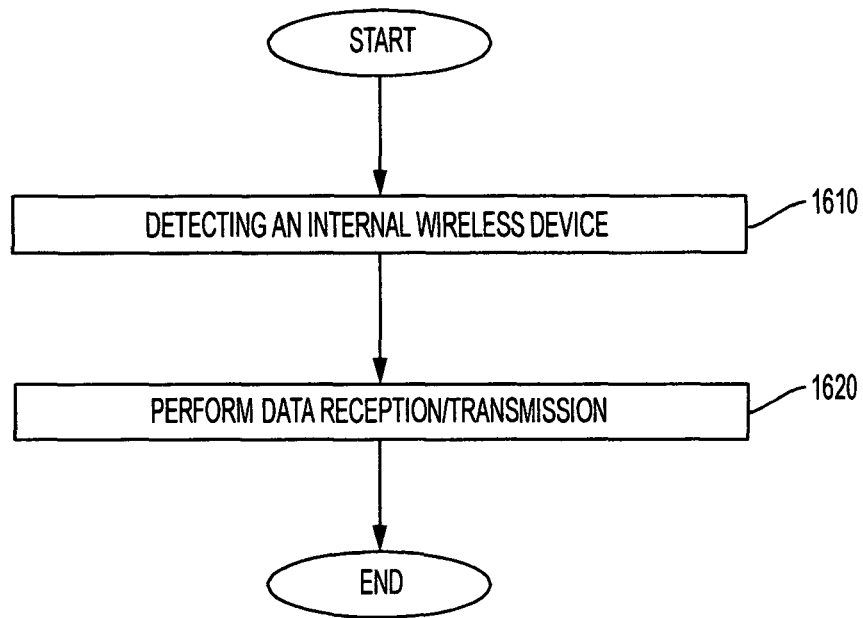 START
DETECTING AN INTERNAL WIRELESS DEVICE
1610
PERFORM DATA RECEPTION/TRANSMISSION
1620
END